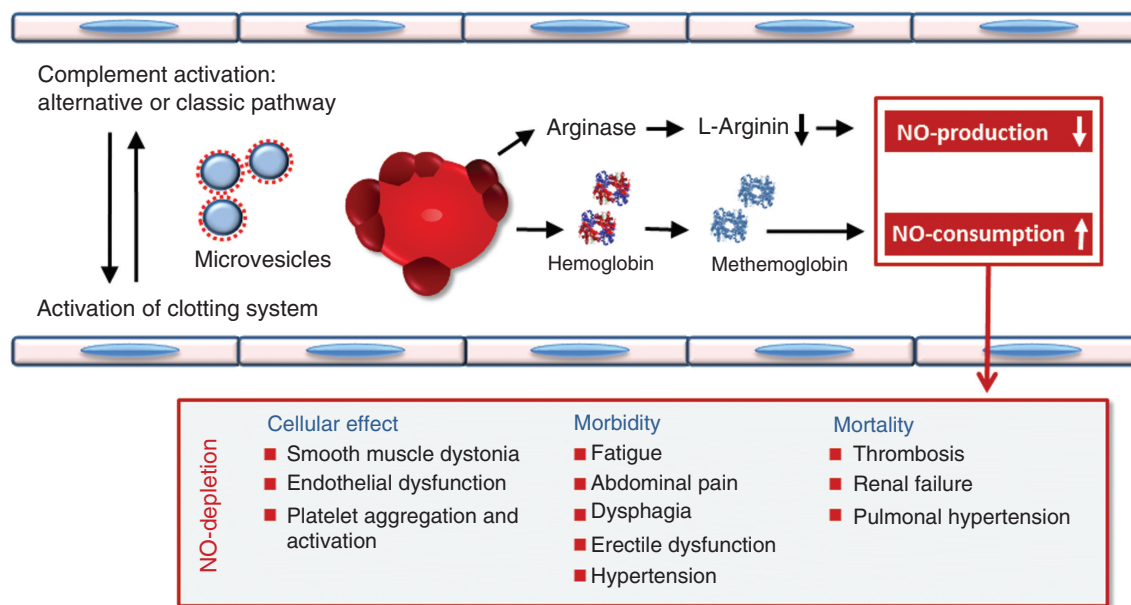 Complement activation:
alternative or classic pathway
Microvesicles
Activation of clotting system
Arginase
L-Arginin
Hemoglobin
Methemoglobin
NO-production
NO-consumption
NO-depletion
Cellular effect
Smooth muscle dystonia
Endothelial dysfunction
Platelet aggregation and
activation
Morbidity
Fatigue
Abdominal pain
Dysphagia
Erectile dysfunction
Hypertension
Mortality
Thrombosis
Renal failure
Pulmonal hypertension